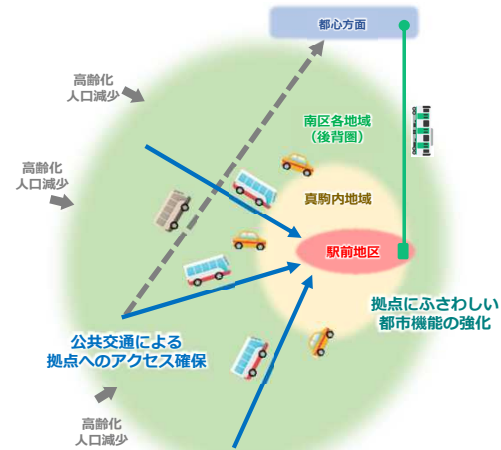 都心方面
高齢化
人口減少
南区各地域
（後背圏）
高齢化
人口減少
真駒内地域
駅前地区
拠点にふさわしい
都市機能の強化
公共交通による
拠点へのアクセス確保
高齢化
人口減少